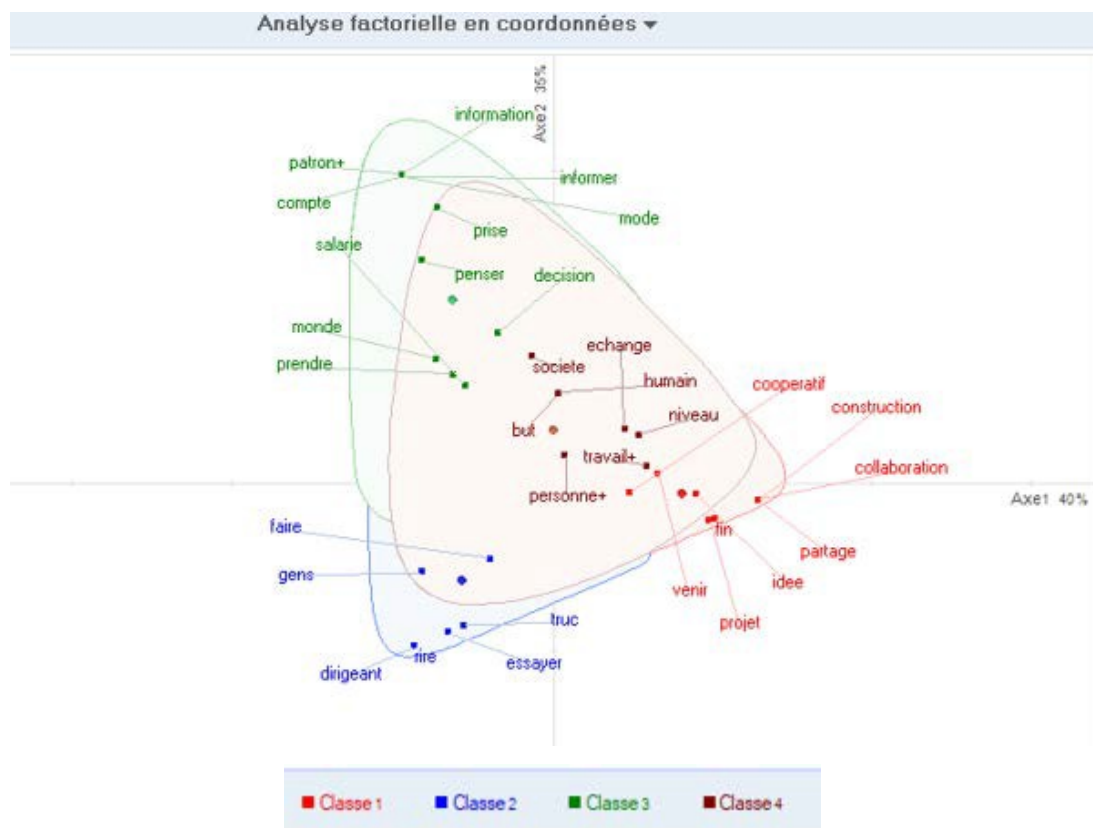 Analyse factorielle en coordonnées
Axe2 35%
information
patron+
informer
compte
mode
prise
salarie
penser
decision
monde
echange
prendre
societe
humain
cooperatif
construction
niveau
but
travail+
collaboration
personne+
Axe1 40%
faire
fin
partage
gens
venir
idee
truc
projet
rire
essayer
dirigeant
Classe 1 Classe 2 Classe 3 Classe 4